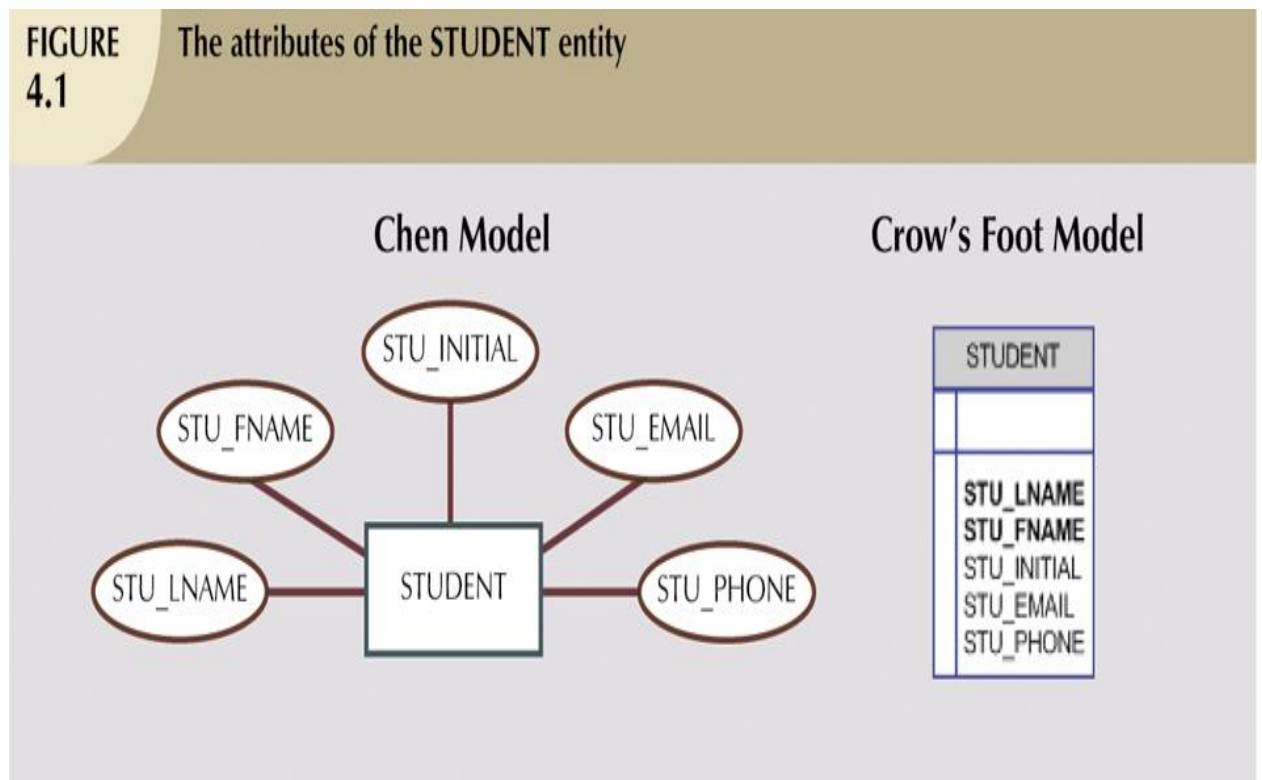 FIGURE
4.1
The attributes of the STUDENT entity
Chen Model
Crow's Foot Model
STU_INITIAL
STU_FNAME
STU_EMAIL
STU_LNAME
STUDENT
STU_PHONE
STUDENT
STU_LNAME
STU_FNAME
STU_INITIAL
STU_EMAIL
STU_PHONE